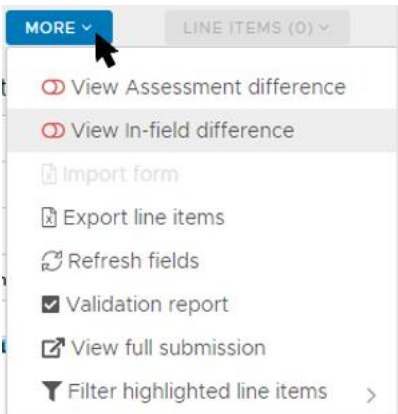 MORE
LINE ITEMS (0)
View Assessment difference
View In-field difference
Import form
Export line items
Refresh fields
Validation report
View full submission
Filter highlighted line items